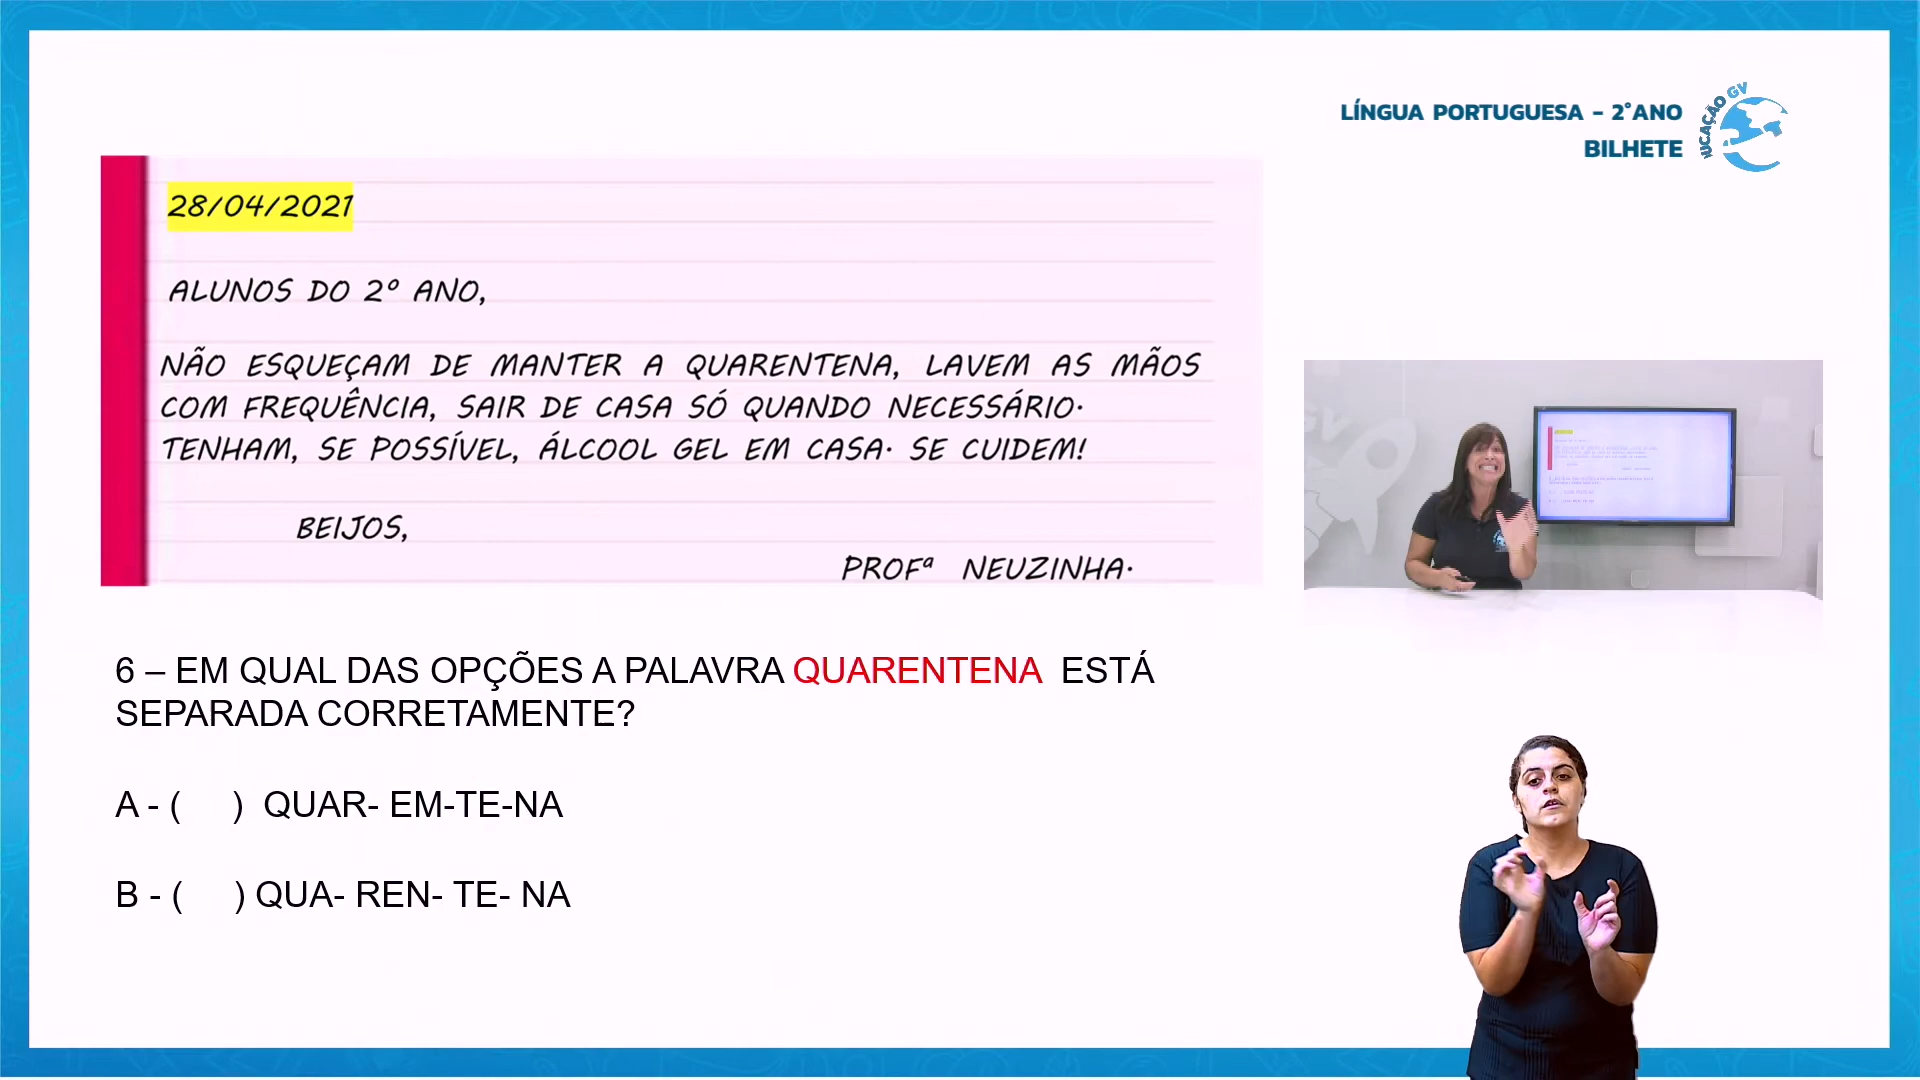 LÍNGUA PORTUGUESA - 2°ANO
BILHETE
UCAÇÃO GV
28/04/2021
ALUNOS DO 2º ANO,
NÃO ESQUEÇAM DE MANTER A QUARENTENA, LAVEM AS MÃOS
COM FREQUÊNCIA, SAIR DE CASA SÓ QUANDO NECESSÁRIO.
TENHAM, SE POSSÍVEL, ÁLCOOL GEL EM CASA. SE CUIDEM!
BEIJOS,
PROFª NEUZINHA.
6 – EM QUAL DAS OPÇÕES A PALAVRA QUARENTENA ESTÁ
SEPARADA CORRETAMENTE?
A - ( ) QUAR- EM-TE-NA
B - ( ) QUA- REN- TE- NA